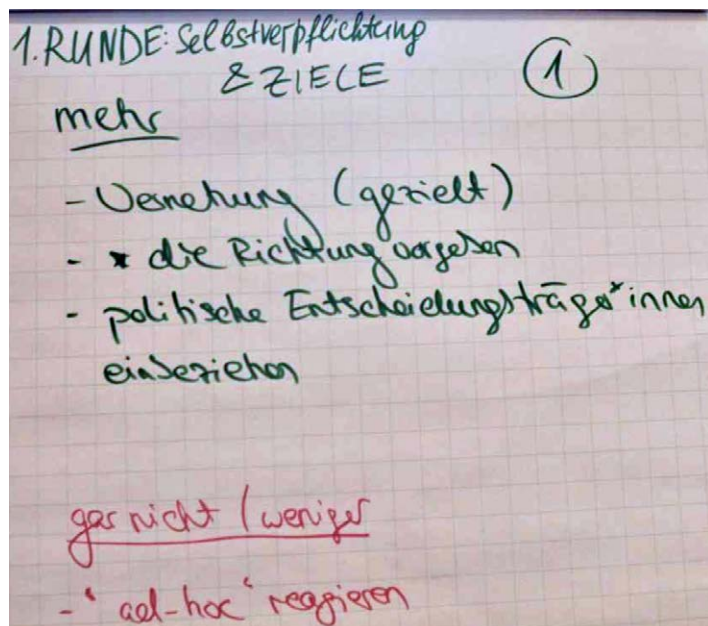 1. RUNDE: Selbstverpflichtung
& ZIELE
1
mehr
- Vernetzung (gezielt)
- * die Richtung vorgeben
- politische Entscheidungsträger*innen
einbeziehen
gar nicht / weniger
- 'ad-hoc' reagieren